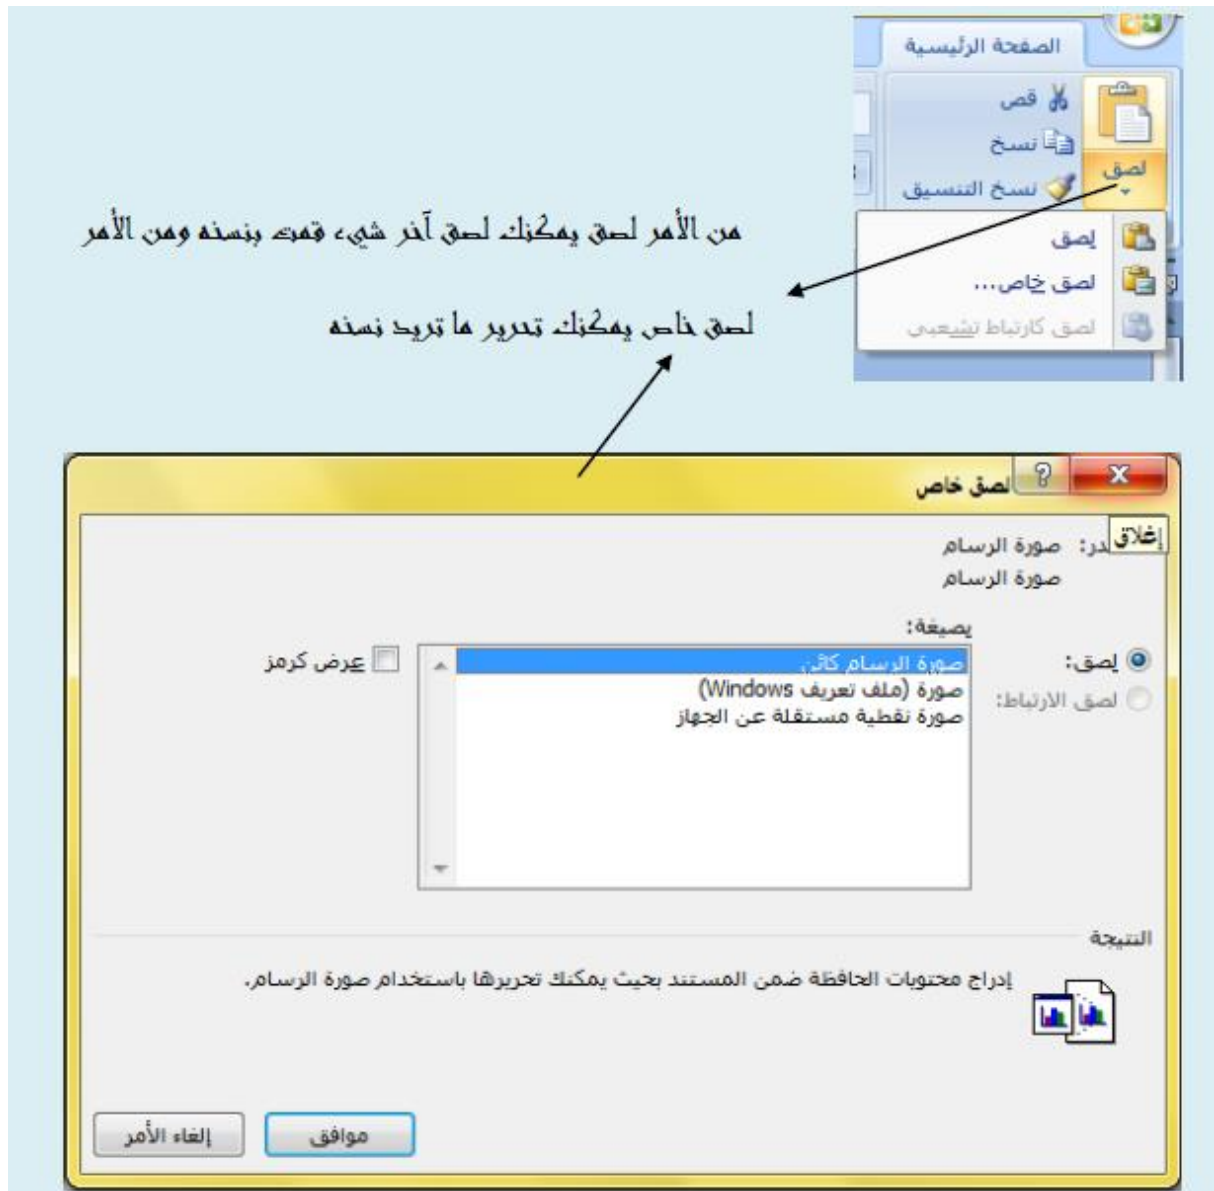 الصفحة الرئيسية
قص
نسخ
نسخ التنسيق
لصق
لصق
لصق خاص...
لصق كارتباط تشعبي
من الأمر لصق يمكنك لصق آخر شيء قمت بنسخه ومن الأمر
لصق خاص يمكنك تحرير ما تريد نسخه
لصق خاص
إغلاق
در: صورة الرسام
صورة الرسام
بصيغة:
لصق:
صورة الرسام كائن
عرض كرمز
صورة (ملف تعريف Windows)
لصق الارتباط:
صورة نقطية مستقلة عن الجهاز
النتيجة
إدراج محتويات الحافظة ضمن المستند بحيث يمكنك تحريرها باستخدام صورة الرسام.
موافق
إلغاء الأمر